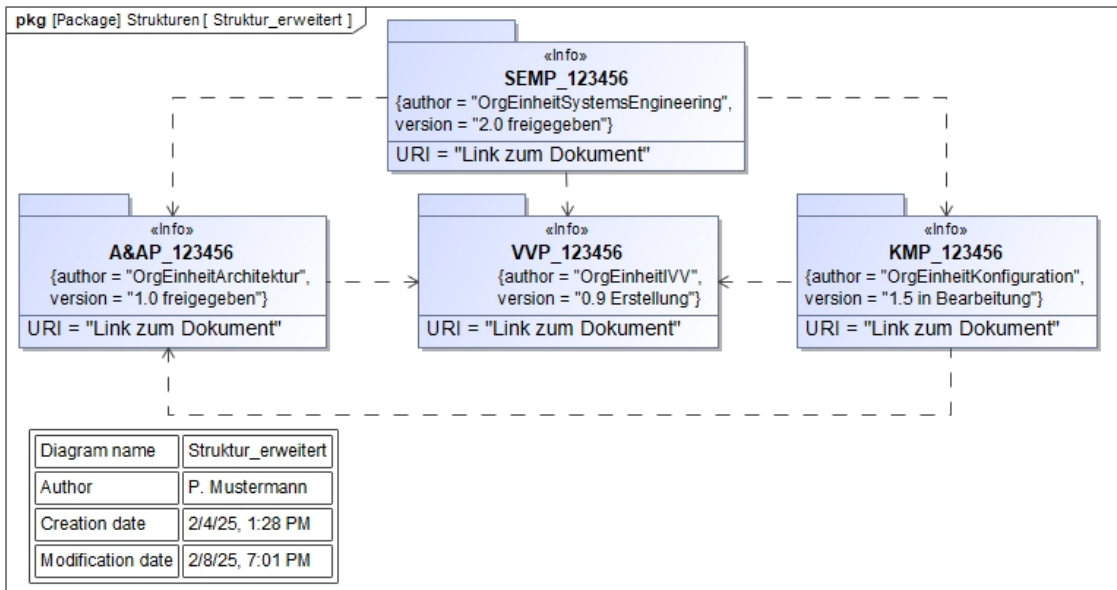 pkg [Package] Strukturen [ Struktur_erweitert ]
«Info»
SEMP_123456
{author = "OrgEinheitSystemsEngineering",
version = "2.0 freigegeben"}
URI = "Link zum Dokument"
«Info»
A&AP_123456
{author = "OrgEinheitArchitektur",
version = "1.0 freigegeben"}
URI = "Link zum Dokument"
«Info»
VVP_123456
{author = "OrgEinheitIVV",
version = "0.9 Erstellung"}
URI = "Link zum Dokument"
«Info»
KMP_123456
{author = "OrgEinheitKonfiguration",
version = "1.5 in Bearbeitung"}
URI = "Link zum Dokument"
Diagram name Struktur_erweitert
Author P. Mustermann
Creation date 2/4/25, 1:28 PM
Modification date 2/8/25, 7:01 PM